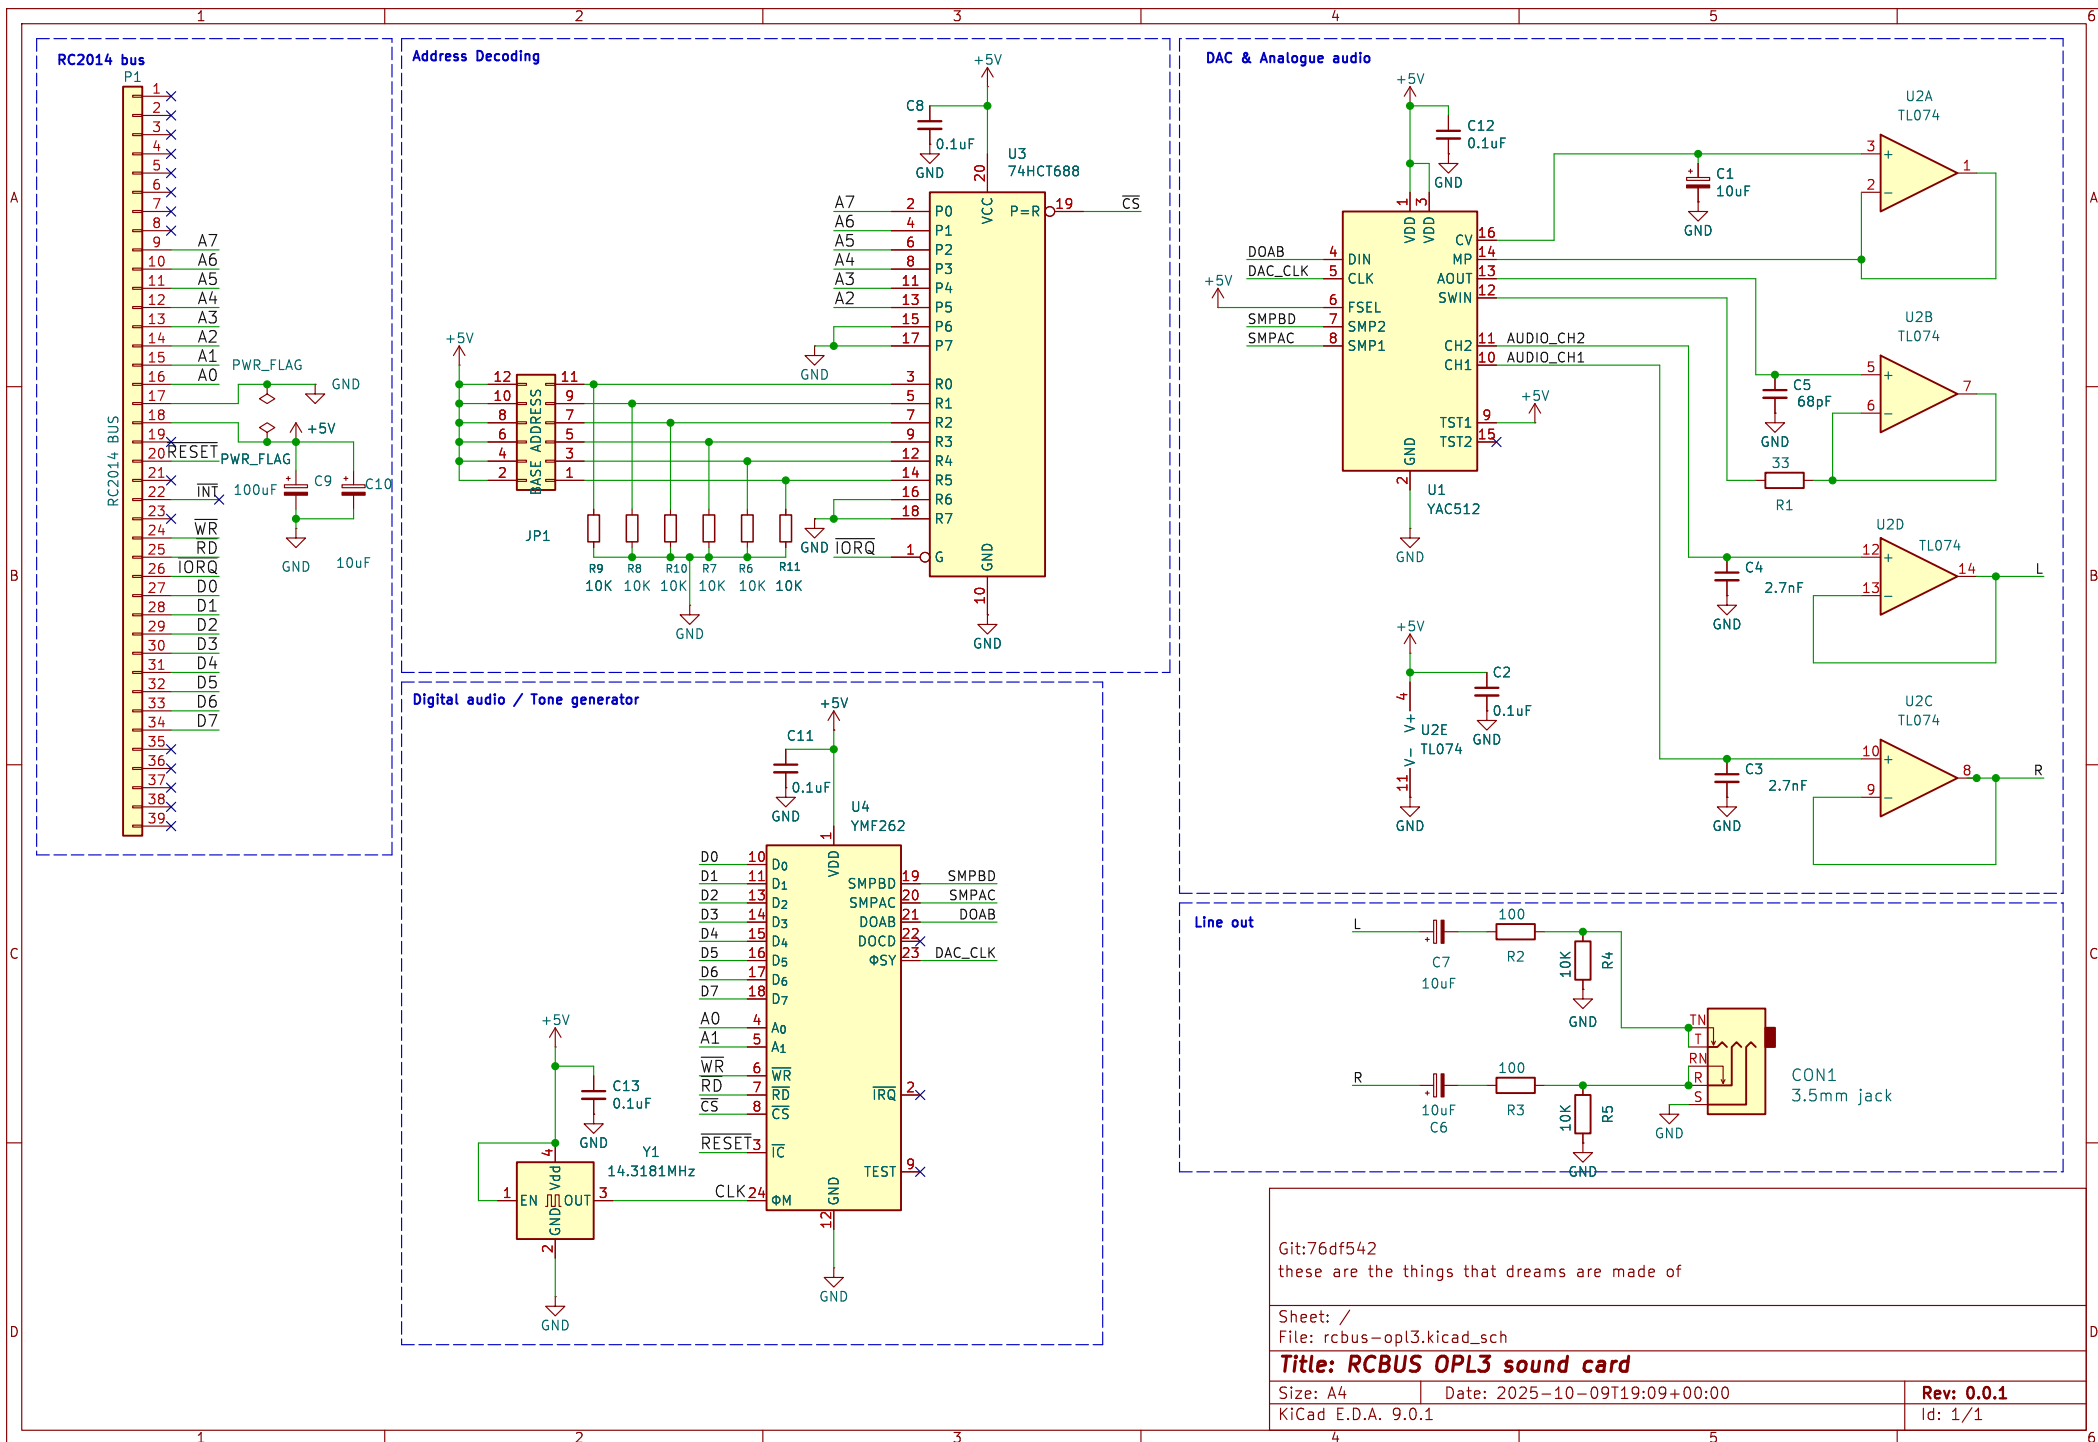 1 2 3 4 5 6
A
B
C
D
A
B
C
D
RC2014 bus
P1
RC2014 BUS
1
2
3
4
5
6
7
8
9 A7
10 A6
11 A5
12 A4
13 A3
14 A2
15 A1
16 A0
17
18
19
20 RESET
21
22 INT
23
24 WR
25 RD
26 IORQ
27 D0
28 D1
29 D2
30 D3
31 D4
32 D5
33 D6
34 D7
35
36
37
38
39
PWR_FLAG
GND
+5V
PWR_FLAG
100uF C9
C10
GND
10uF
Address Decoding
+5V
C8
0.1uF
GND
U3
74HCT688
20
VCC
A7 2 P0
A6 4 P1
A5 6 P2
A4 8 P3
A3 11 P4
A2 13 P5
15 P6
17 P7
GND
3 R0
5 R1
7 R2
9 R3
12 R4
14 R5
16 R6
18 R7
GND
IORQ 1 G
P=R 19 CS
GND
10
GND
+5V
12 11
10 9
8 7
6 5
4 3
2 1
BASE ADDRESS
JP1
R9 R8 R10 R7 R6 R11
10K 10K 10K 10K 10K 10K
GND
Digital audio / Tone generator
+5V
C11
0.1uF
GND
U4
YMF262
1
VDD
D0 10 D0
D1 11 D1
D2 13 D2
D3 14 D3
D4 15 D4
D5 16 D5
D6 17 D6
D7 18 D7
A0 4 A0
A1 5 A1
WR 6 WR
RD 7 RD
CS 8 CS
RESET 3 IC
CLK 24 ΦM
SMPBD 19 SMPBD
SMPAC 20 SMPAC
DOAB 21 DOAB
DOCD 22
ΦSY 23 DAC_CLK
IRQ 2
TEST 9
GND
12
GND
+5V
C13
0.1uF
GND
Y1
14.3181MHz
4
Vdd
1 EN OUT 3
GND
2
GND
DAC & Analogue audio
+5V
C12
0.1uF
GND
1 3
VDD VDD
DOAB 4 DIN
DAC_CLK 5 CLK
+5V
6 FSEL
SMPBD 7 SMP2
SMPAC 8 SMP1
CV 16
MP 14
AOUT 13
SWIN 12
CH2 11 AUDIO_CH2
CH1 10 AUDIO_CH1
TST1 9 +5V
TST2 15
GND
2
U1
YAC512
GND
U2A
TL074
3 +
2 −
1
C1
10uF
GND
U2B
TL074
5 +
6 −
7
C5
68pF
GND
33
R1
U2D
TL074
12 +
13 −
14 L
C4
2.7nF
GND
U2C
TL074
10 +
9 −
8 R
C3
2.7nF
GND
+5V
C2
0.1uF
GND
4
V+
U2E
TL074
V-
11
GND
Line out
L
C7
10uF
100
R2
10K R4
GND
R
10uF
C6
100
R3
10K R5
GND
TN
T
RN
R
S
GND
CON1
3.5mm jack
Git:76df542
these are the things that dreams are made of
Sheet: /
File: rcbus-opl3.kicad_sch
Title: RCBUS OPL3 sound card
Size: A4 Date: 2025-10-09T19:09+00:00 Rev: 0.0.1
KiCad E.D.A. 9.0.1 Id: 1/1
1 2 3 4 5 6